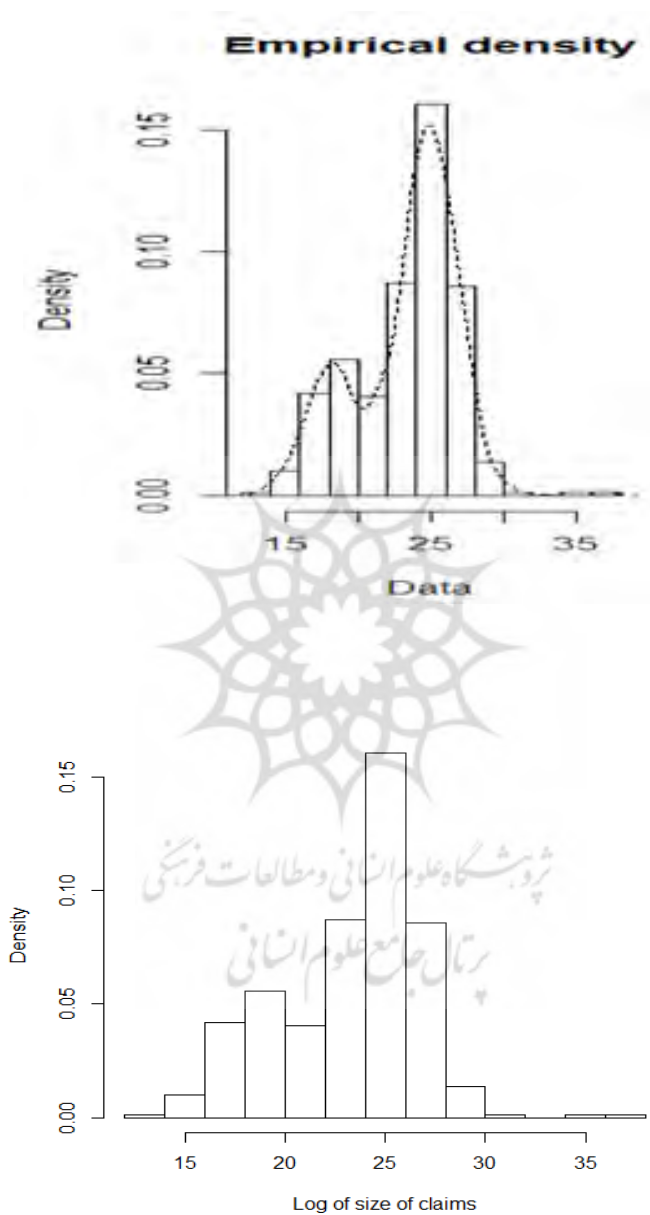 Empirical density
0.15
0.10
0.05
0.00
Density
15 25 35
Data
0.15
0.10
0.05
0.00
Density
پژوهشگاه علوم انسانی و مطالعات فرهنگی
پرتال جامع علوم انسانی
15 20 25 30 35
Log of size of claims